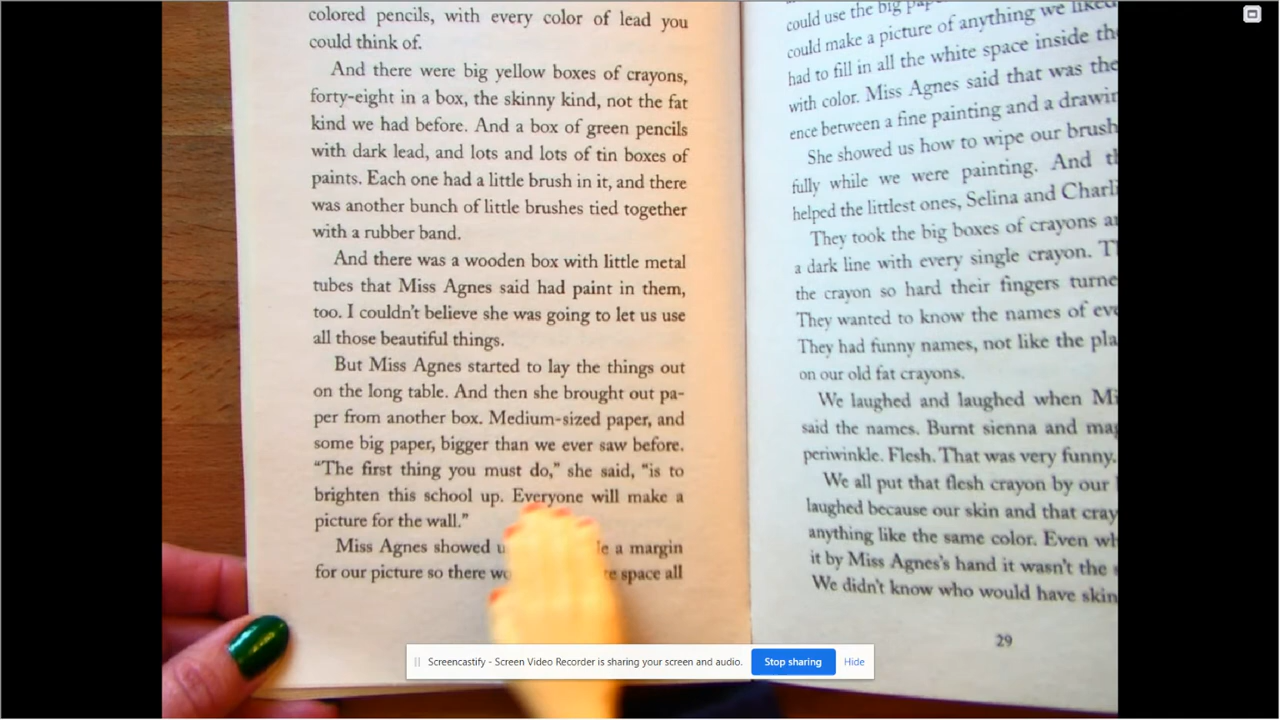 colored pencils, with every color of lead you
could think of.
And there were big yellow boxes of crayons,
forty-eight in a box, the skinny kind, not the fat
kind we had before. And a box of green pencils
with dark lead, and lots and lots of tin boxes of
paints. Each one had a little brush in it, and there
was another bunch of little brushes tied together
with a rubber band.
And there was a wooden box with little metal
tubes that Miss Agnes said had paint in them,
too. I couldn't believe she was going to let us use
all those beautiful things.
But Miss Agnes started to lay the things out
on the long table. And then she brought out pa-
per from another box. Medium-sized paper, and
some big paper, bigger than we ever saw before.
“The first thing you must do,” she said, “is to
brighten this school up. Everyone will make a
picture for the wall.”
Miss Agnes showed a margin
for our picture so there space all
could use the big
could make a picture of anything we liked
had to fill in all the white space inside
with color. Miss Agnes said that was the
ence between a fine painting and a
She showed us how to wipe our
fully while we were painting. And
helped the littlest ones, Selina and
They took the big boxes of crayons
a dark line with every single crayon.
the crayon so hard their fingers
They wanted to know the names of
They had funny names, not like the
on our old fat crayons.
We laughed and laughed when
said the names. Burnt sienna and
periwinkle. Flesh. That was very funny.
We all put that flesh crayon by our
laughed because our skin and that
anything like the same color. Even
it by Miss Agnes's hand it wasn't the
We didn't know who would have
29
Screencastify - Screen Video Recorder is sharing your screen and audio. Stop sharing Hide